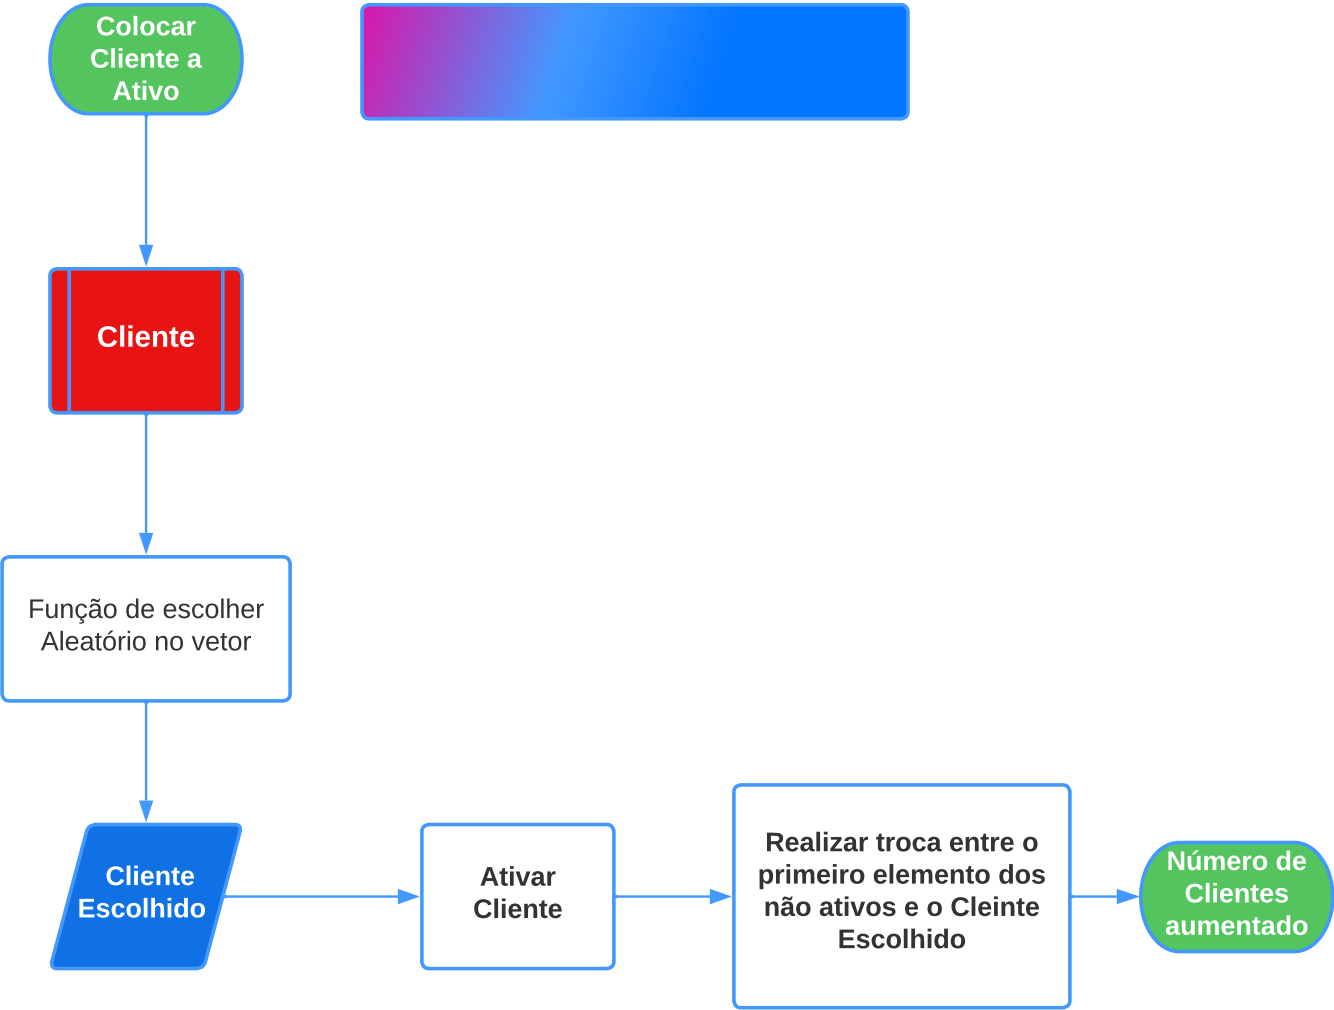 Colocar
Cliente a
Ativo
Cliente
Função de escolher
Aleatório no vetor
Cliente
Escolhido
Ativar
Cliente
Realizar troca entre o
primeiro elemento dos
não ativos e o Cleinte
Escolhido
Número de
Clientes
aumentado